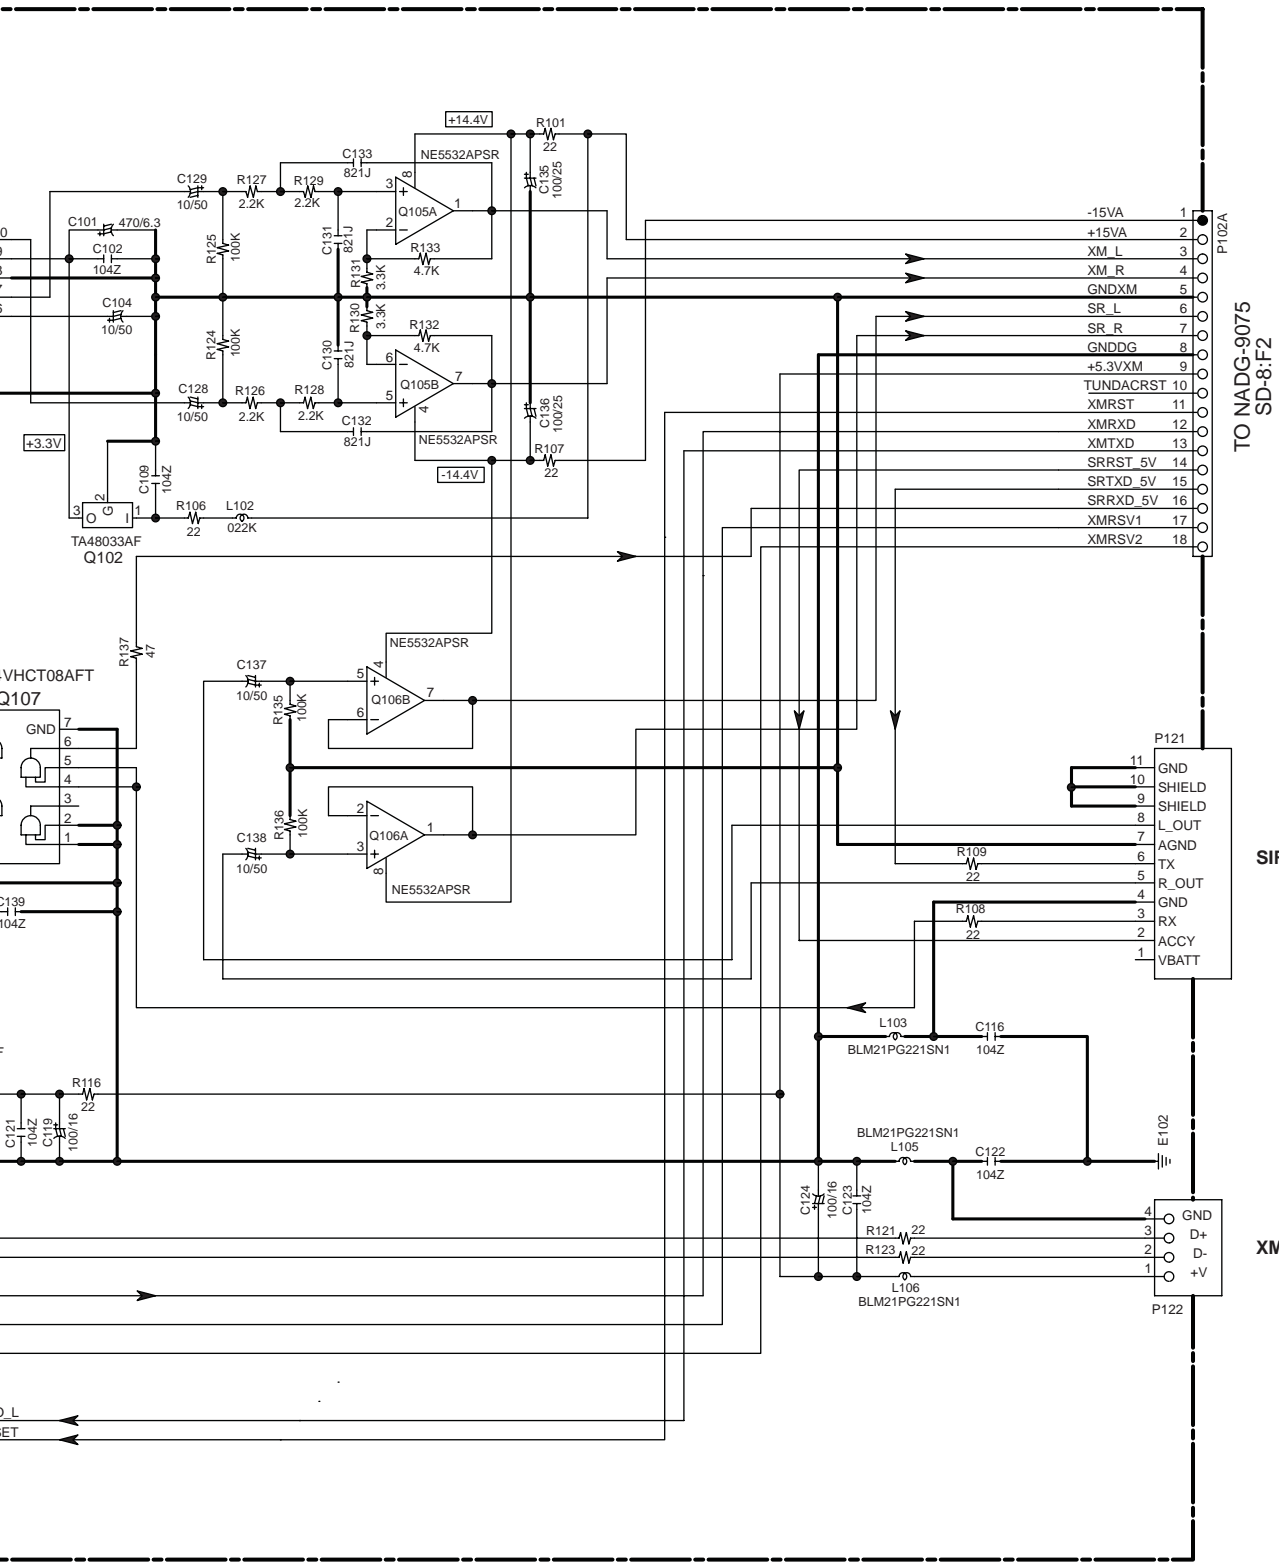 +14.4V
R101
22
C133
821J
NE5532APSR
8
C135
100/25
C129
10/50
R127
2.2K
R129
2.2K
3
+
Q105A
1
2
-
C131
821J
R125
100K
R133
4.7K
R131
3.3K
C101
470/6.3
C102
104Z
C104
10/50
R130
3.3K
R132
4.7K
R124
100K
C130
821J
6
-
Q105B
7
5
+
4
C128
10/50
R126
2.2K
R128
2.2K
C132
821J
NE5532APSR
C136
100/25
R107
22
-14.4V
+3.3V
C109
104Z
R106
22
L102
022K
3
O
2
G
I
1
TA48033AF
Q102
-15VA 1
+15VA 2
XM_L 3
XM_R 4
GNDXM 5
SR_L 6
SR_R 7
GNDDG 8
+5.3VXM 9
TUNDACRST 10
XMRST 11
XMRXD 12
XMTXD 13
SRRST_5V 14
SRTXD_5V 15
SRRXD_5V 16
XMRSV1 17
XMRSV2 18
P102A
TO NADG-9075
SD-8:F2
R137
47
VHCT08AFT
Q107
GND 7
6
5
4
3
2
1
C139
104Z
NE5532APSR
4
C137
10/50
5
+
Q106B
7
6
-
R135
100K
R136
100K
2
-
Q106A
1
3
+
8
C138
10/50
NE5532APSR
P121
11 GND
10 SHIELD
9 SHIELD
8 L_OUT
7 AGND
6 TX
5 R_OUT
4 GND
3 RX
2 ACCY
1 VBATT
R109
22
R108
22
L103
BLM21PG221SN1
C116
104Z
R116
22
C121
104Z
C119
100/16
BLM21PG221SN1
L105
C122
104Z
E102
C124
100/16
C123
104Z
R121 22
R123 22
L106
BLM21PG221SN1
4 GND
3 D+
2 D-
1 +V
P122
XM
_L